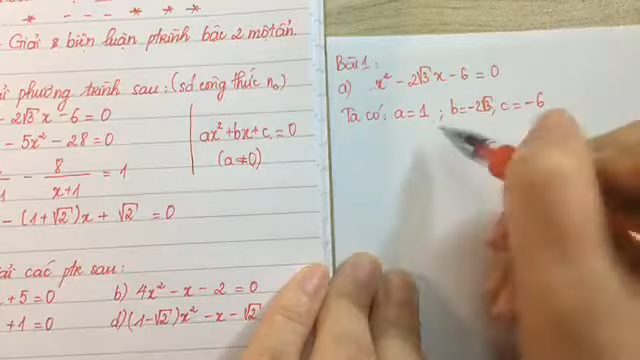 * - - - * * *
- Giải & biện luận ptrình bậc 2 một ẩn.
phương trình sau: (sd công thức n₀)
- 2√3 x - 6 = 0
- 5x² - 28 = 0
ax² + bx + c = 0
(a ≠ 0)
- 8/(x+1) = 1
- (1+√2)x + √2 = 0
các ptr sau:
+ 5 = 0 b) 4x² - x - 2 = 0
+ 1 = 0 d) (1-√2)x² - x - √2
Bài 1:
a) x² - 2√3 x - 6 = 0
Ta có: a = 1 ; b = -2√3, c = -6